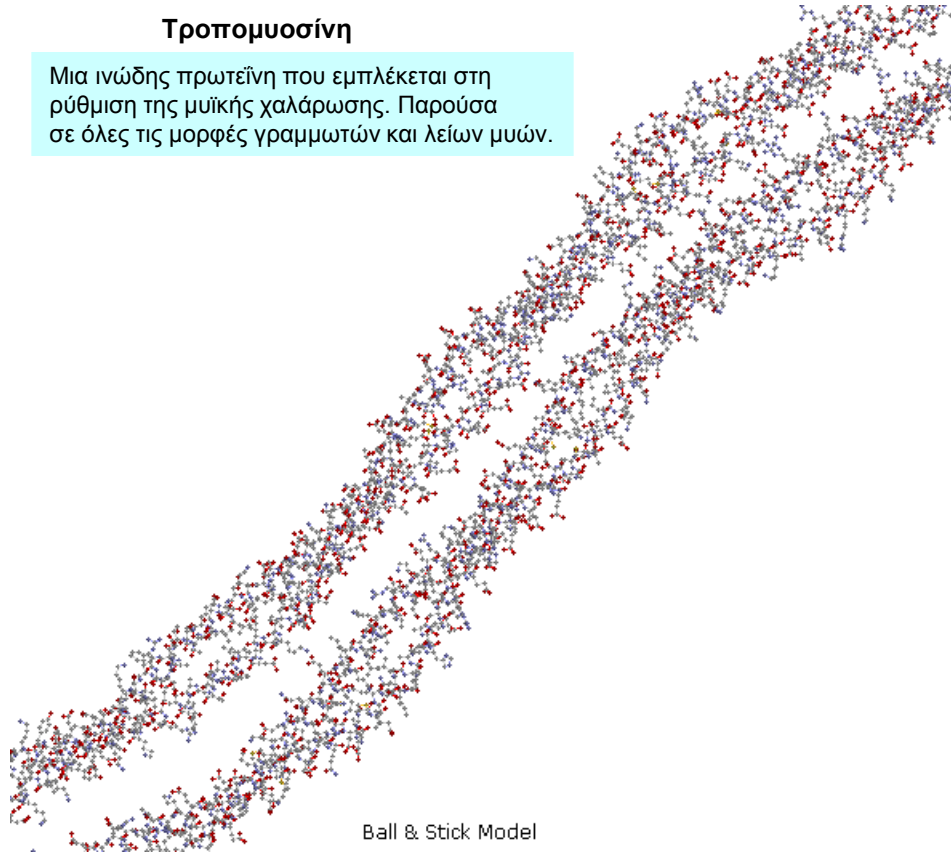 Τροπομυοσίνη
Μια ινώδης πρωτεΐνη που εμπλέκεται στη
ρύθμιση της μυϊκής χαλάρωσης. Παρούσα
σε όλες τις μορφές γραμμωτών και λείων μυών.
Ball & Stick Model